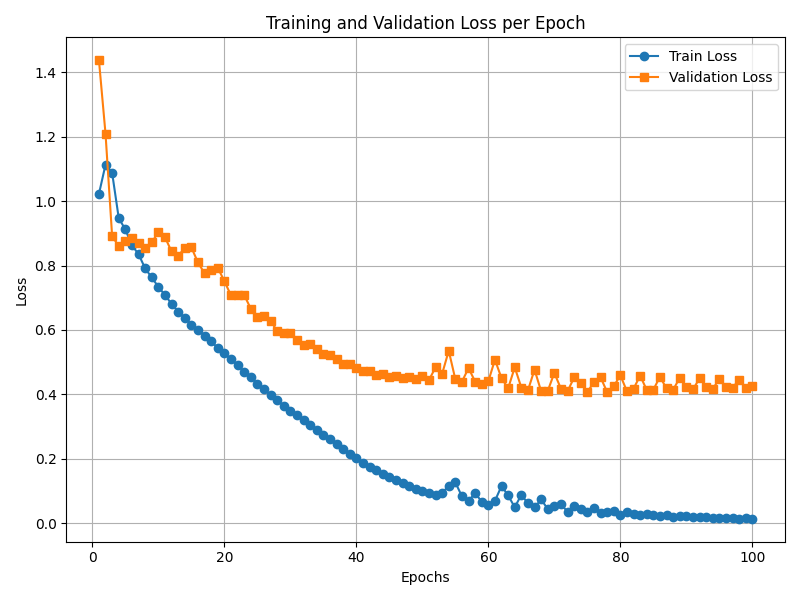 Training and Validation Loss per Epoch
Train Loss
Validation Loss
1.4
1.2
1.0
0.8
0.6
0.4
0.2
0.0
Loss
0 20 40 60 80 100
Epochs